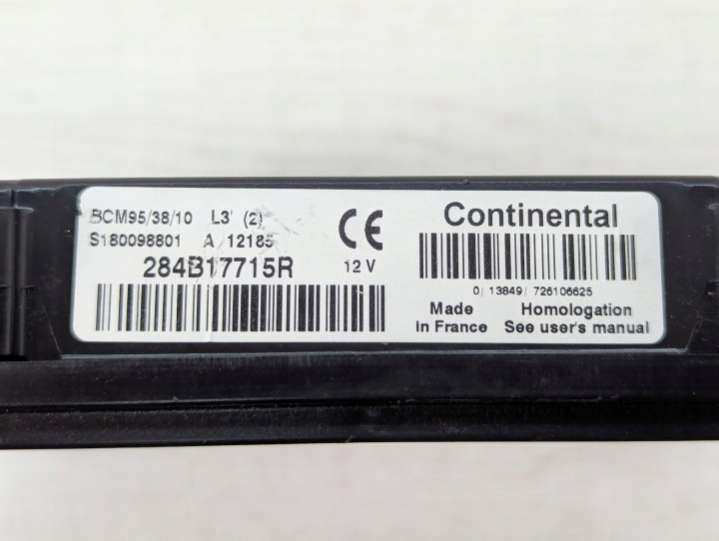 BCM95/38/10 L3' (2)
S180098801 A 12185
284B17715R
12 V
CE
Continental
0/ 13849/ 726106625
Made
in France
Homologation
See user's manual